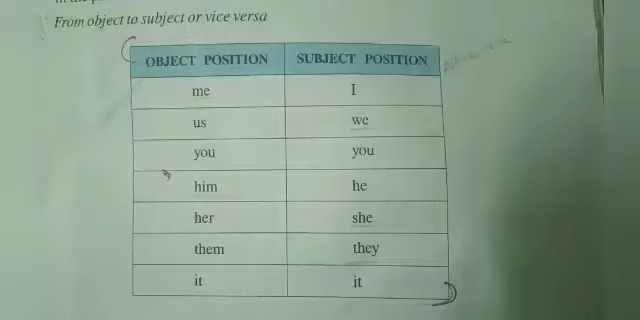 From object to subject or vice versa
OBJECT POSITION SUBJECT POSITION
me I
us we
you you
him he
her she
them they
it it